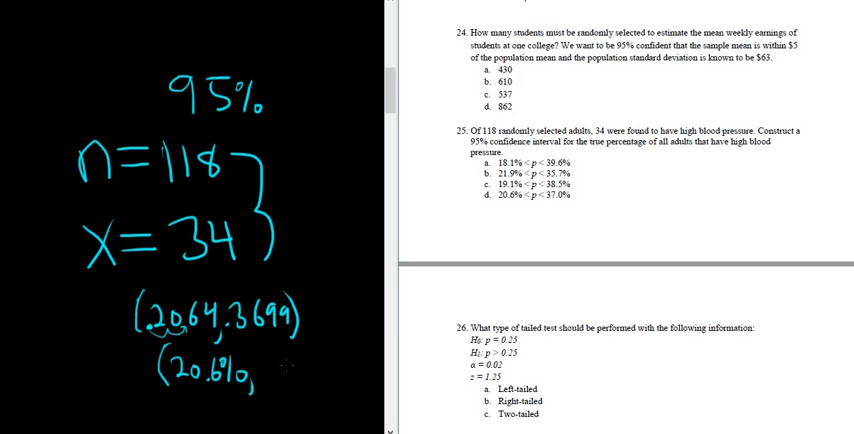 95%
n=118
x=34
(.2064,.3699)
(20.6%,
24. How many students must be randomly selected to estimate the mean weekly earnings of
students at one college? We want to be 95% confident that the sample mean is within $5
of the population mean and the population standard deviation is known to be $63.
a. 430
b. 610
c. 537
d. 862
25. Of 118 randomly selected adults, 34 were found to have high blood pressure. Construct a
95% confidence interval for the true percentage of all adults that have high blood
pressure.
a. 18.1% < p < 39.6%
b. 21.9% < p < 35.7%
c. 19.1% < p < 38.5%
d. 20.6% < p < 37.0%
26. What type of tailed test should be performed with the following information:
H₀: p = 0.25
H₁: p > 0.25
α = 0.02
z = 1.25
a. Left-tailed
b. Right-tailed
c. Two-tailed